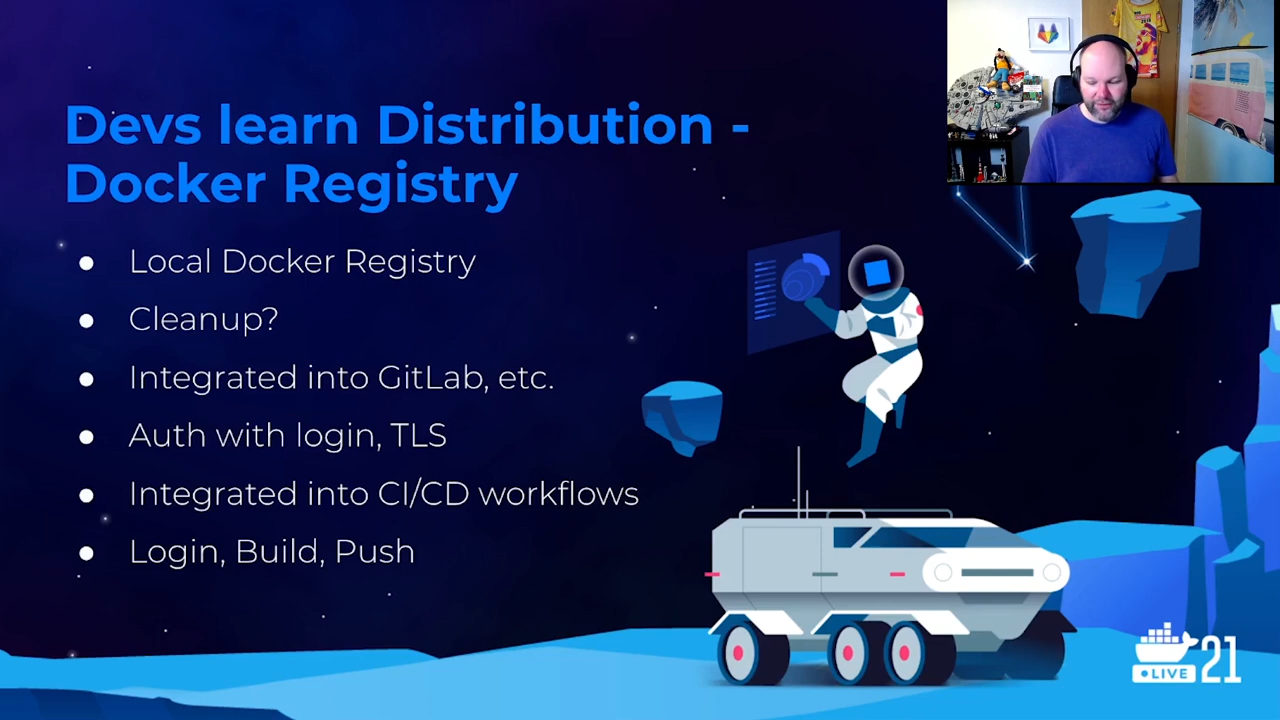 Devs learn Distribution -
Docker Registry
● Local Docker Registry
● Cleanup?
● Integrated into GitLab, etc.
● Auth with login, TLS
● Integrated into CI/CD workflows
● Login, Build, Push
LIVE 21